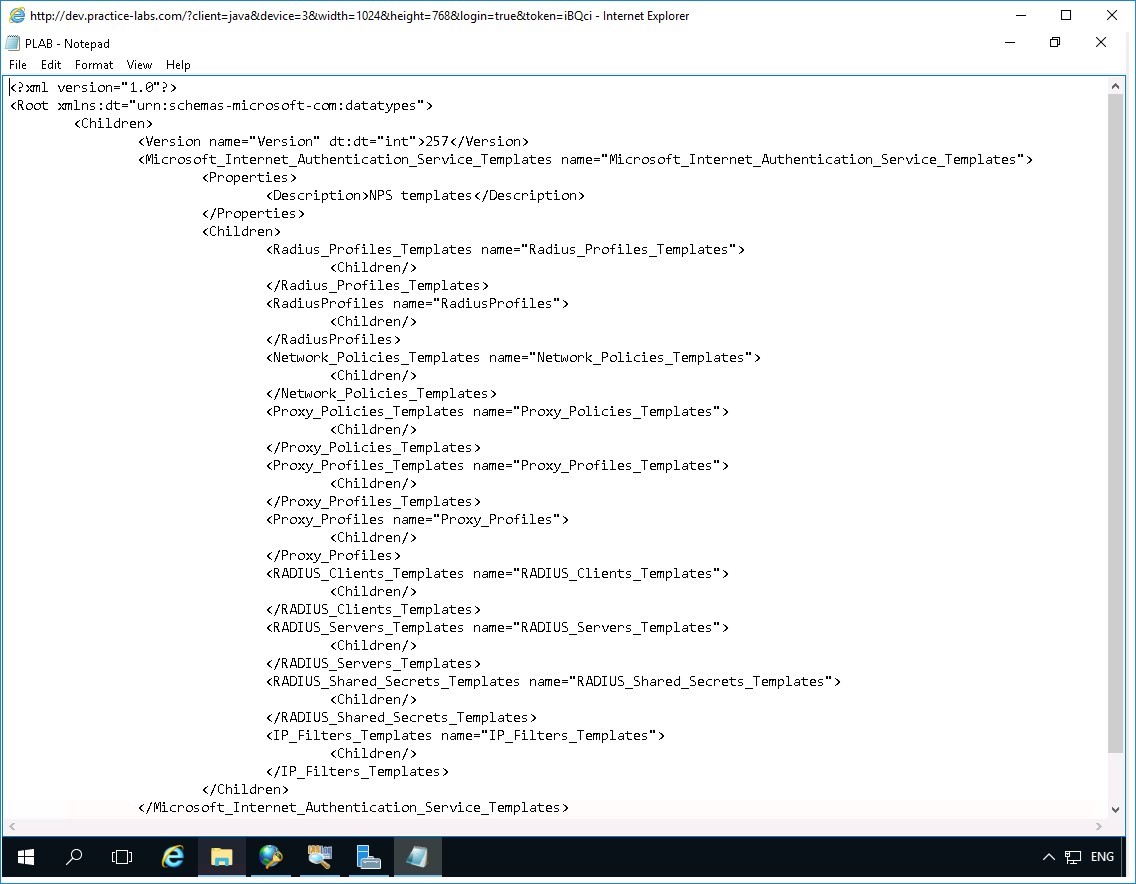 http://dev.practice-labs.com/?client=java&device=3&width=1024&height=768&login=true&token=iBQci - Internet Explorer
PLAB - Notepad
File Edit Format View Help
<?xml version="1.0"?>
<Root xmlns:dt="urn:schemas-microsoft-com:datatypes">
<Children>
<Version name="Version" dt:dt="int">257</Version>
<Microsoft_Internet_Authentication_Service_Templates name="Microsoft_Internet_Authentication_Service_Templates">
<Properties>
<Description>NPS templates</Description>
</Properties>
<Children>
<Radius_Profiles_Templates name="Radius_Profiles_Templates">
<Children/>
</Radius_Profiles_Templates>
<RadiusProfiles name="RadiusProfiles">
<Children/>
</RadiusProfiles>
<Network_Policies_Templates name="Network_Policies_Templates">
<Children/>
</Network_Policies_Templates>
<Proxy_Policies_Templates name="Proxy_Policies_Templates">
<Children/>
</Proxy_Policies_Templates>
<Proxy_Profiles_Templates name="Proxy_Profiles_Templates">
<Children/>
</Proxy_Profiles_Templates>
<Proxy_Profiles name="Proxy_Profiles">
<Children/>
</Proxy_Profiles>
<RADIUS_Clients_Templates name="RADIUS_Clients_Templates">
<Children/>
</RADIUS_Clients_Templates>
<RADIUS_Servers_Templates name="RADIUS_Servers_Templates">
<Children/>
</RADIUS_Servers_Templates>
<RADIUS_Shared_Secrets_Templates name="RADIUS_Shared_Secrets_Templates">
<Children/>
</RADIUS_Shared_Secrets_Templates>
<IP_Filters_Templates name="IP_Filters_Templates">
<Children/>
</IP_Filters_Templates>
</Children>
</Microsoft_Internet_Authentication_Service_Templates>
ENG